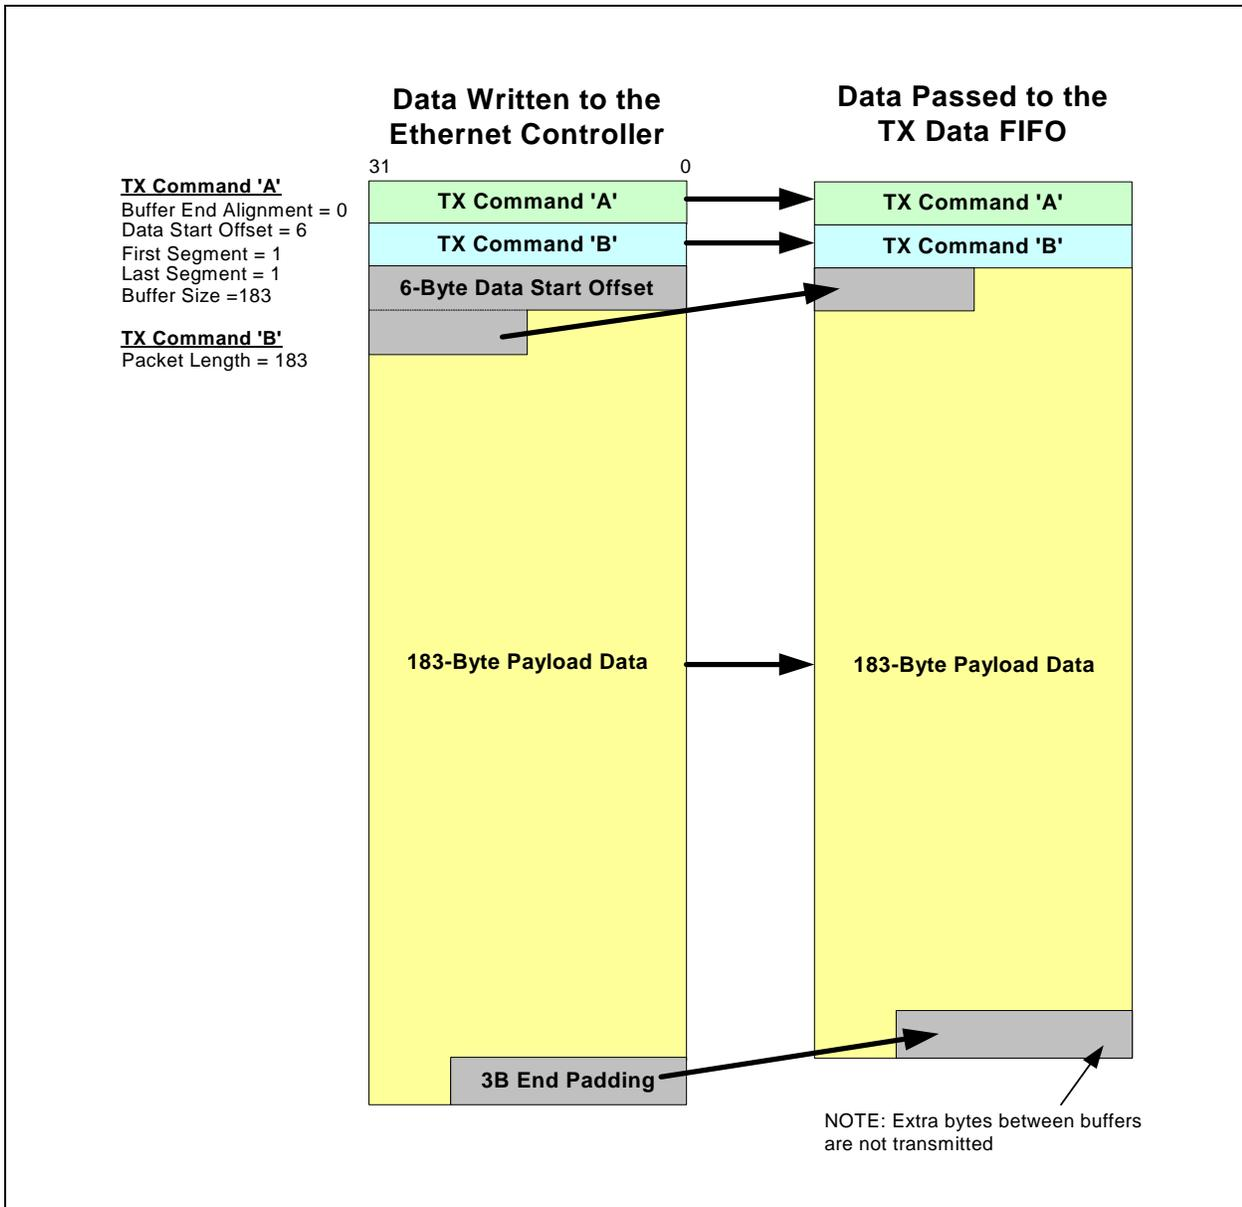 Data Written to the
Ethernet Controller
Data Passed to the
TX Data FIFO
31
0
TX Command 'A'
Buffer End Alignment = 0
Data Start Offset = 6
First Segment = 1
Last Segment = 1
Buffer Size =183
TX Command 'B'
Packet Length = 183
TX Command 'A'
TX Command 'B'
6-Byte Data Start Offset
183-Byte Payload Data
3B End Padding
TX Command 'A'
TX Command 'B'
183-Byte Payload Data
NOTE: Extra bytes between buffers
are not transmitted